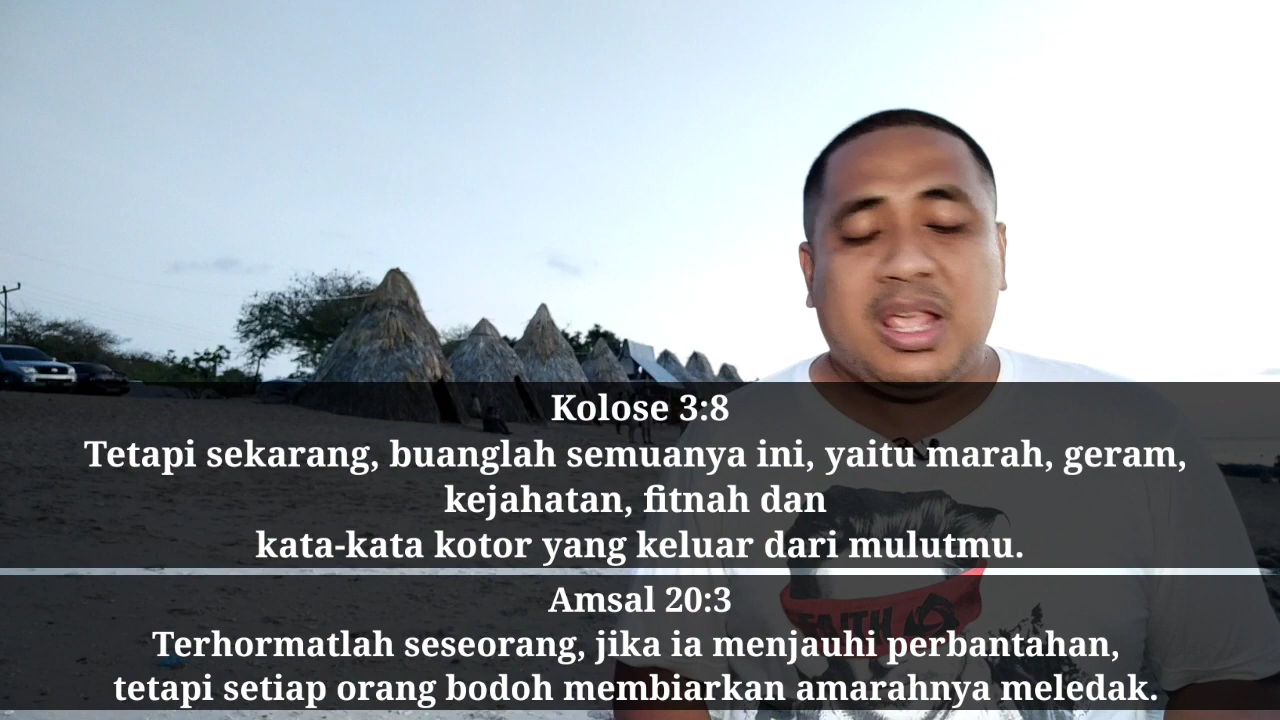 Kolose 3:8
Tetapi sekarang, buanglah semuanya ini, yaitu marah, geram,
kejahatan, fitnah dan
kata-kata kotor yang keluar dari mulutmu.
Amsal 20:3
Terhormatlah seseorang, jika ia menjauhi perbantahan,
tetapi setiap orang bodoh membiarkan amarahnya meledak.
FAITH